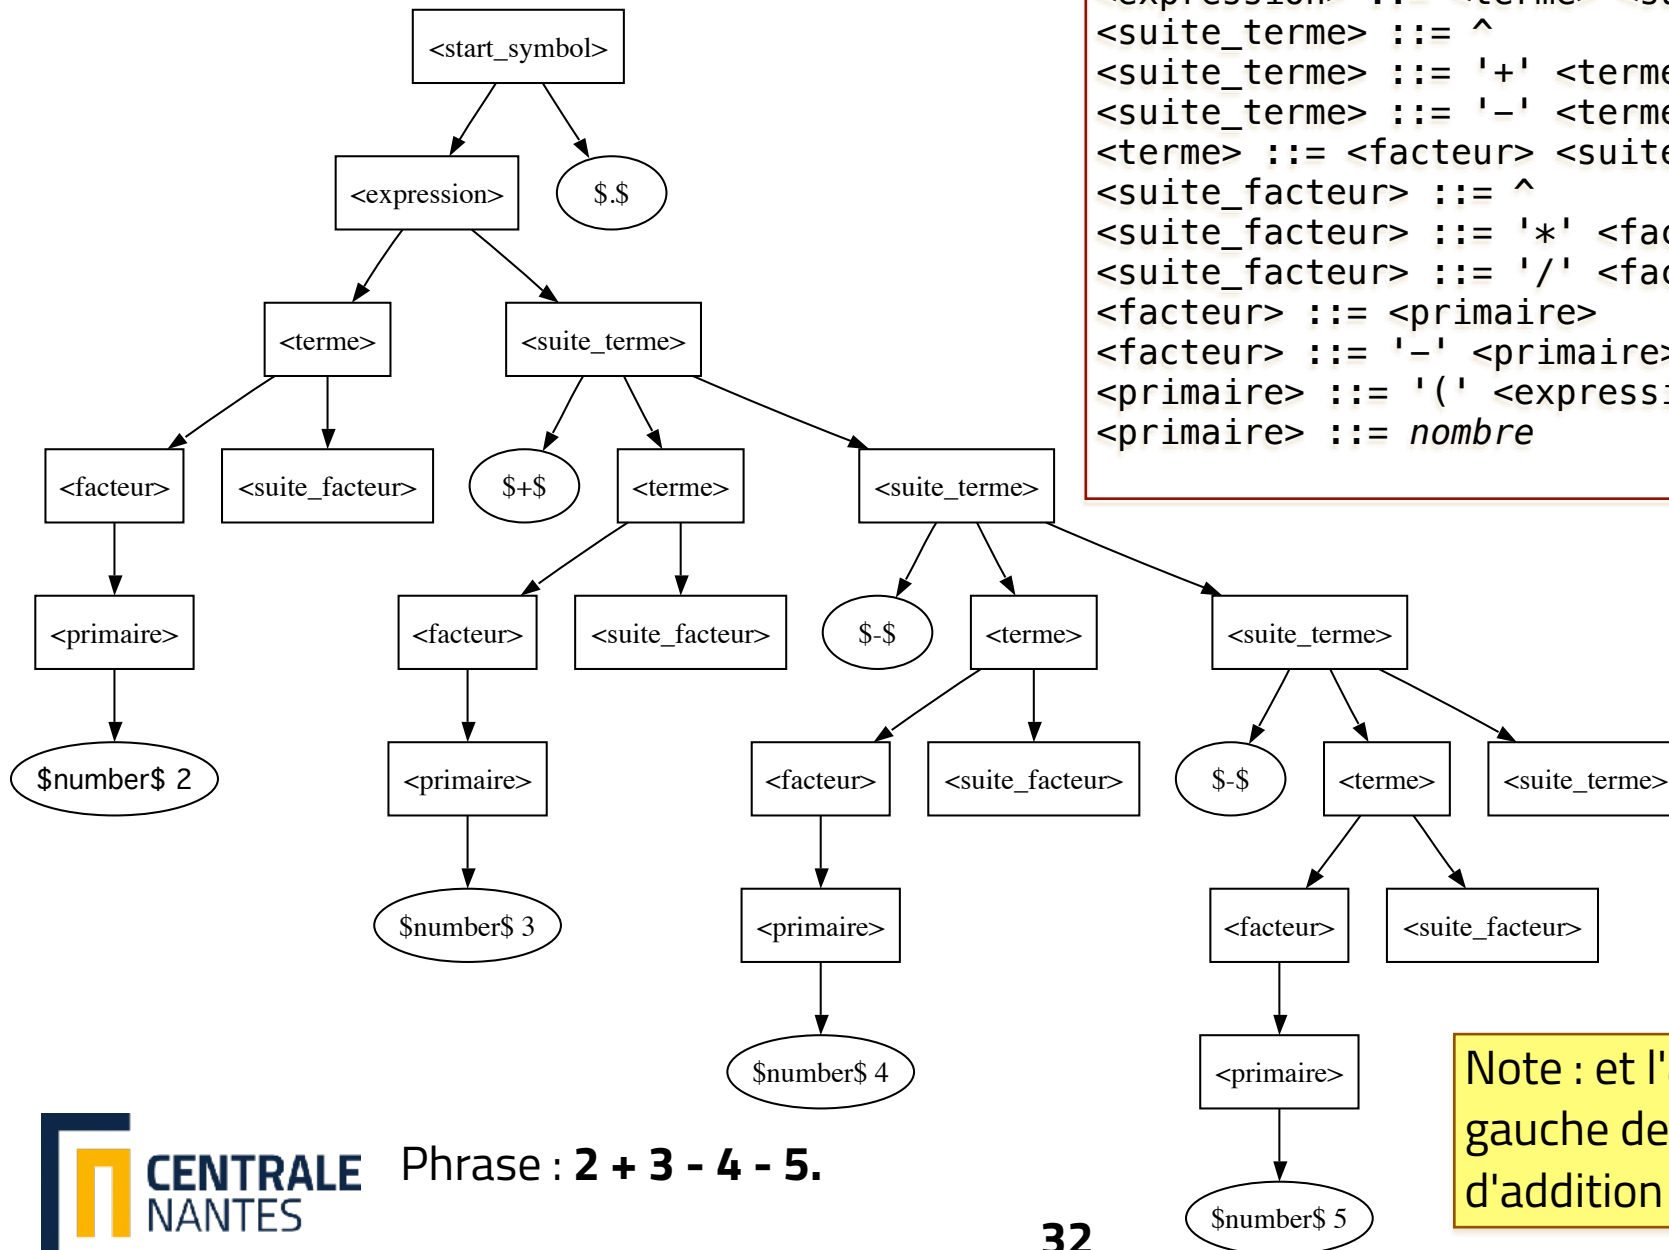 <start_symbol>
<expression>
$.$
<terme>
<suite_terme>
<facteur>
<suite_facteur>
$+$
<terme>
<suite_terme>
<primaire>
<facteur>
<suite_facteur>
$-$
<terme>
<suite_terme>
$number$ 2
<primaire>
<facteur>
<suite_facteur>
$-$
<terme>
<suite_terme>
$number$ 3
<primaire>
<facteur>
<suite_facteur>
$number$ 4
<primaire>
$number$ 5
<suite_terme> ::= ^
<suite_terme> ::= '+' <terme
<suite_terme> ::= '-' <terme
<terme> ::= <facteur> <suite
<suite_facteur> ::= ^
<suite_facteur> ::= '*' <fac
<suite_facteur> ::= '/' <fac
<facteur> ::= <primaire>
<facteur> ::= '-' <primaire>
<primaire> ::= '(' <express
<primaire> ::= nombre
Note : et l'
gauche de
d'addition
CENTRALE
NANTES
Phrase : 2 + 3 - 4 - 5.
32